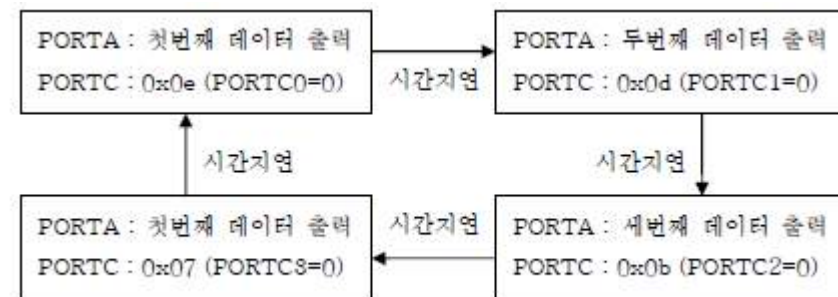 PORTA : 첫번째 데이터 출력
PORTC : 0x0e (PORTC0=0)
시간지연
PORTA : 두번째 데이터 출력
PORTC : 0x0d (PORTC1=0)
시간지연
시간지연
PORTA : 첫번째 데이터 출력
PORTC : 0x07 (PORTC3=0)
시간지연
PORTA : 세번째 데이터 출력
PORTC : 0x0b (PORTC2=0)